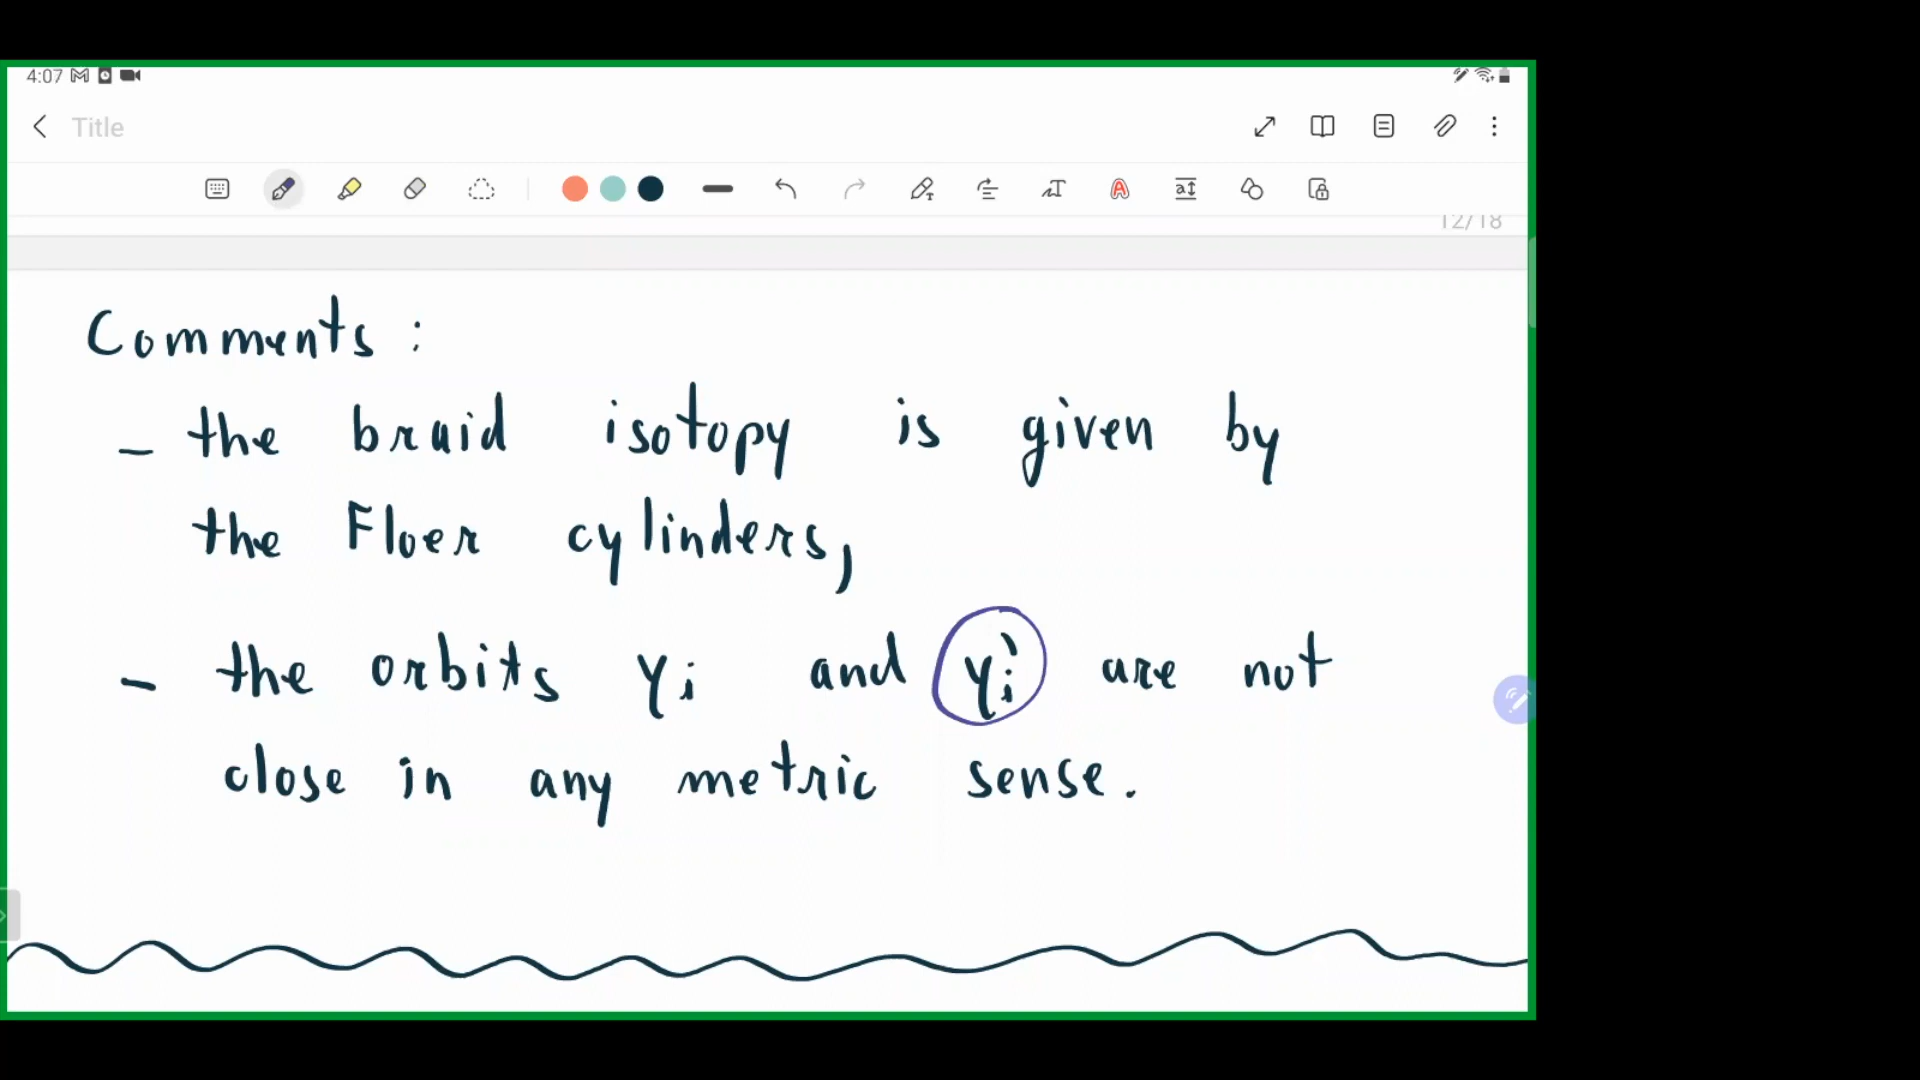 4:07
Title
12/18
Comments :
- the braid isotopy is given by
the Floer cylinders,
- the orbits γi and γi' are not
close in any metric sense.